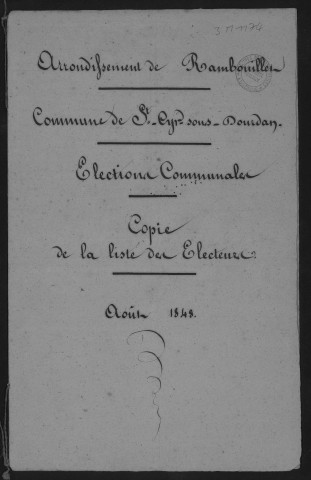 3M1174
Arrondissement de Rambouillet
Commune de St. Cyr sous-Dourdan.
Elections Communales
Copie
de la liste des Electeurs.
Août 1848.